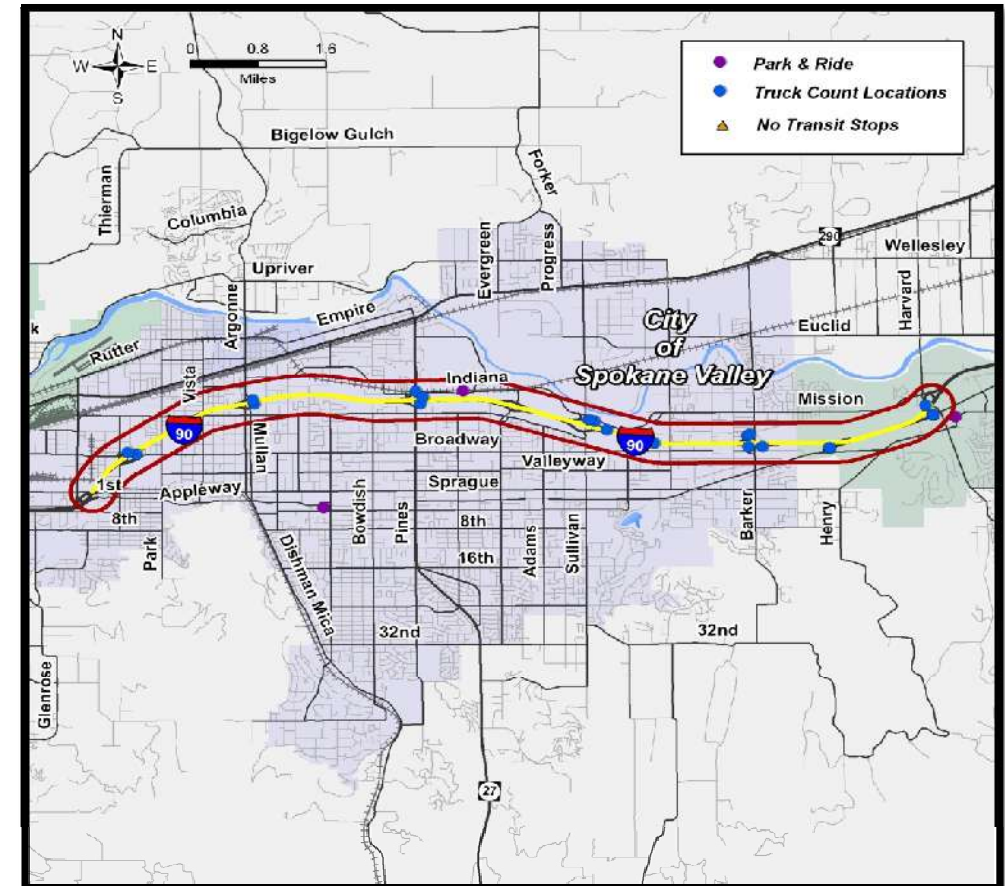 N
W E
S
0 0.8 1.6
Miles
Park & Ride
Truck Count Locations
No Transit Stops
Bigelow Gulch
Forker
Thierman
Columbia
Evergreen
Progress
290
Wellesley
Upriver
Argonne
Empire
Harvard
k
Rutter
City
of
Spokane Valley
Euclid
Vista
Indiana
Mission
90
Mullan
Broadway
90
Valleyway
1st
Appleway
Sprague
8th
Bowdish
Pines
8th
Barker
Henry
Park
16th
Adams
Sullivan
Dishman Mica
32nd
32nd
Glenrose
27